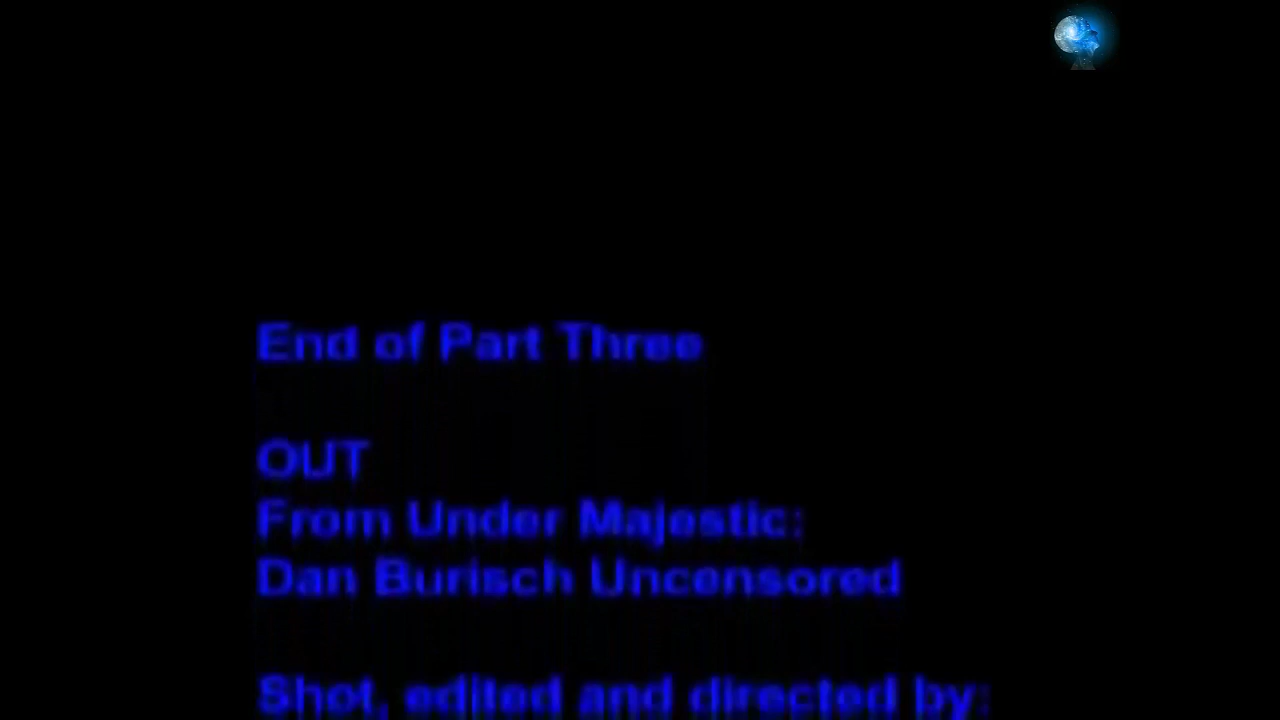 End of Part Three
OUT
From Under Majestic:
Dan Burisch Uncensored
Shot, edited and directed by: